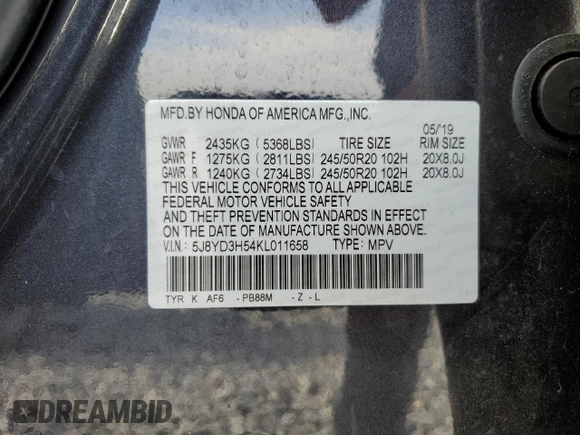 MFD.BY HONDA OF AMERICA MFG.,INC.
05/'19
GVWR 2435KG ( 5368LBS) TIRE SIZE RIM SIZE
GAWR F 1275KG ( 2811LBS) 245/50R20 102H 20X8.0J
GAWR R 1240KG ( 2734LBS) 245/50R20 102H 20X8.0J
THIS VEHICLE CONFORMS TO ALL APPLICABLE
FEDERAL MOTOR VEHICLE SAFETY
AND THEFT PREVENTION STANDARDS IN EFFECT
ON THE DATE OF MANUFACTURE SHOWN ABOVE.
V.I.N.: 5J8YD3H54KL011658 TYPE: MPV
TYR K AF6 - PB88M - Z - L
DREAMBID